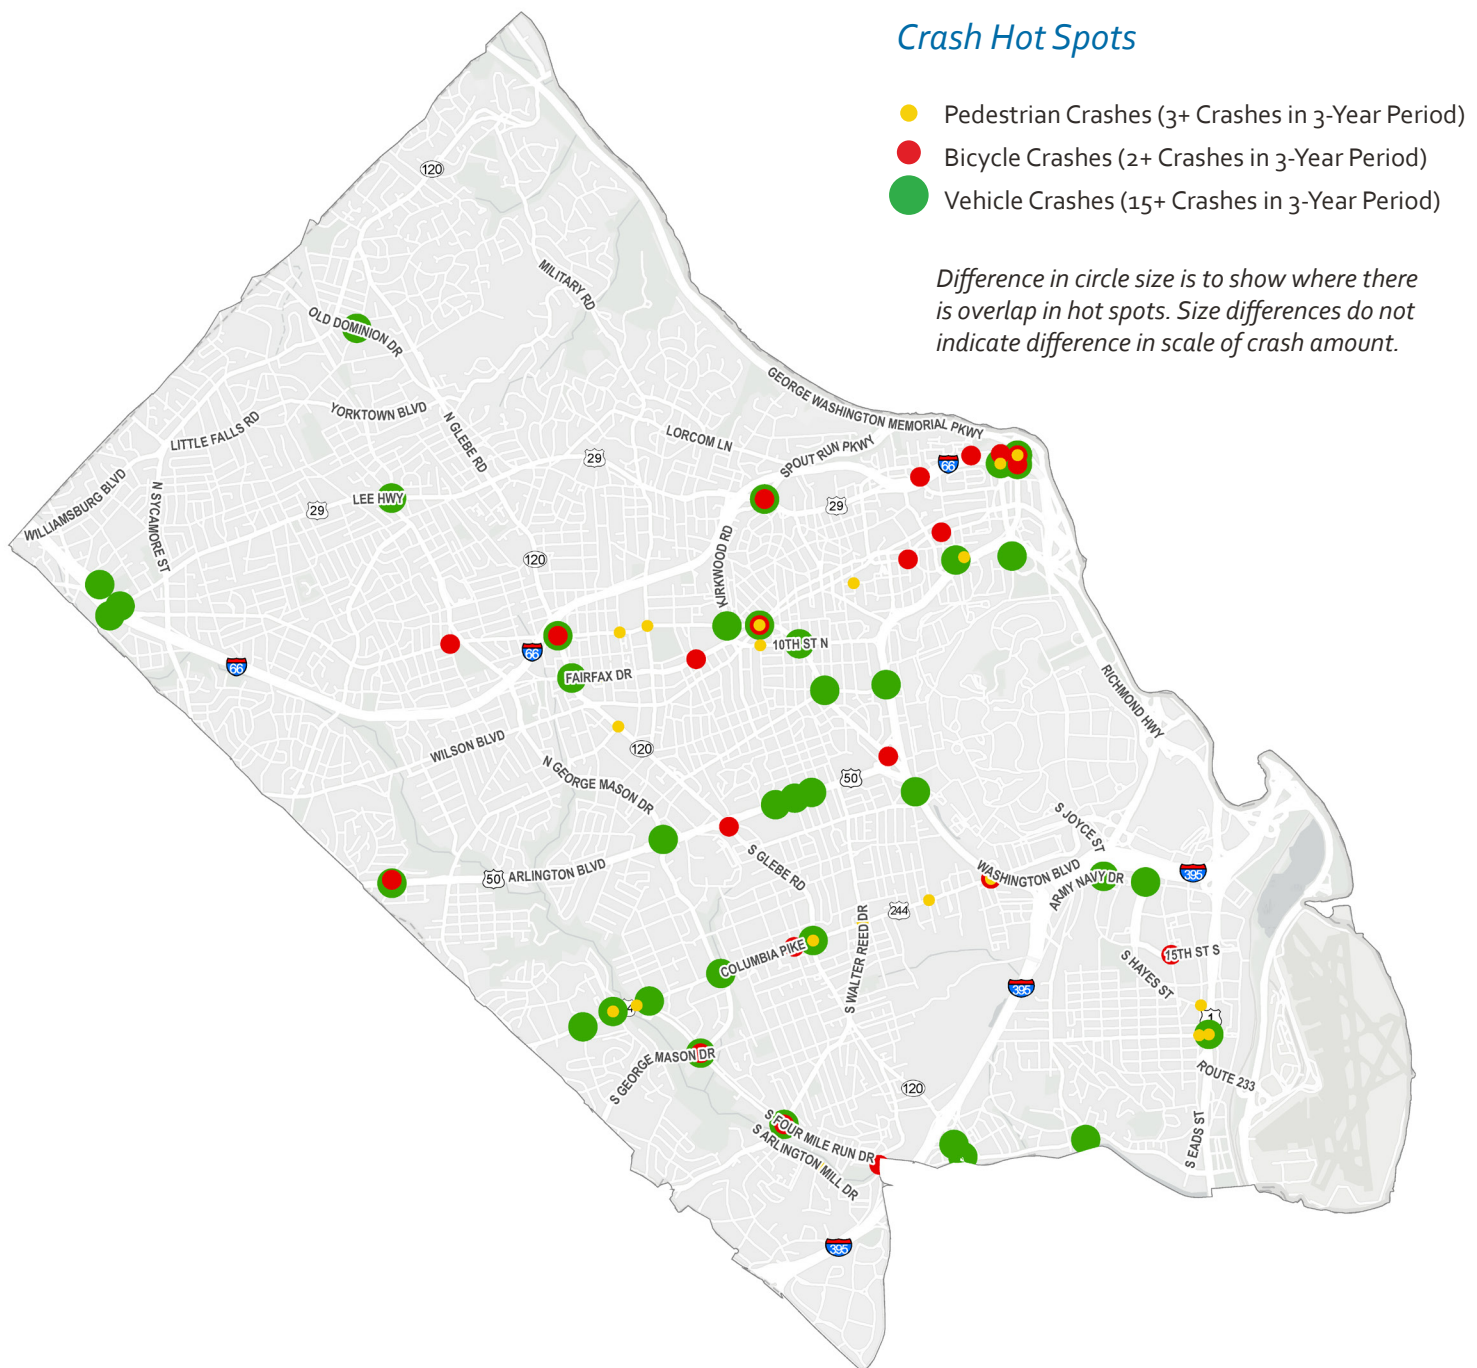 Crash Hot Spots
Pedestrian Crashes (3+ Crashes in 3-Year Period)
Bicycle Crashes (2+ Crashes in 3-Year Period)
Vehicle Crashes (15+ Crashes in 3-Year Period)
Difference in circle size is to show where there
is overlap in hot spots. Size differences do not
indicate difference in scale of crash amount.
120
MILITARY RD
OLD DOMINION DR
GEORGE WASHINGTON MEMORIAL PKWY
YORKTOWN BLVD
LITTLE FALLS RD
N GLEBE RD
LORCOM LN
SPOUT RUN PKWY
29
66
WILLIAMSBURG BLVD
N SYCAMORE ST
LEE HWY
29
29
KIRKWOOD RD
120
66
66
10TH ST N
FAIRFAX DR
RICHMOND HWY
WILSON BLVD
120
N GEORGE MASON DR
50
S JOYCE ST
S GLEBE RD
50
ARLINGTON BLVD
WASHINGTON BLVD
ARMY NAVY DR
395
244
S WALTER REED DR
COLUMBIA PIKE
15TH ST S
S HAYES ST
395
4
1
S GEORGE MASON DR
ROUTE 233
120
S FOUR MILE RUN DR
S ARLINGTON MILL DR
S EADS ST
395